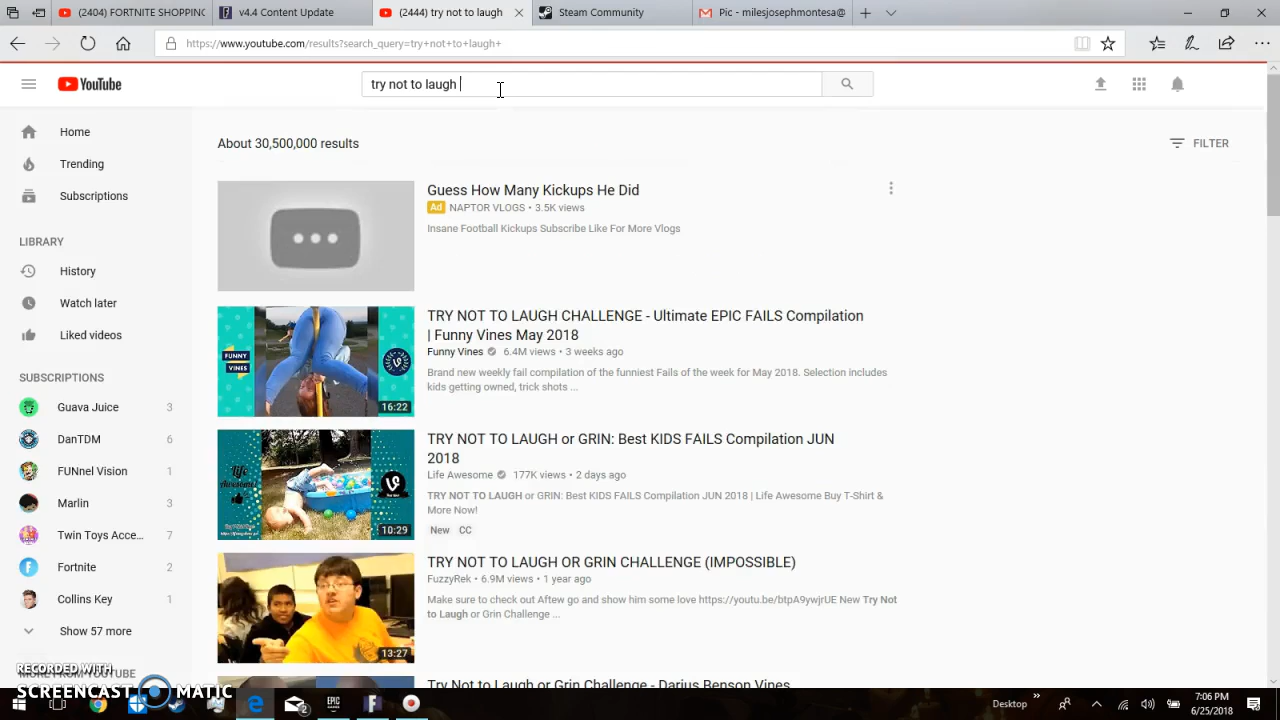 (2444) FORTNITE SHOPPING
v4.4 Content Update
(2444) try not to laugh
Steam Community
Pic - milesjosephmontesa@
https://www.youtube.com/results?search_query=try+not+to+laugh+
YouTube
try not to laugh
Home
Trending
Subscriptions
LIBRARY
History
Watch later
Liked videos
SUBSCRIPTIONS
Guava Juice 3
DanTDM 6
FUNnel Vision 1
Marlin 3
Twin Toys Acce... 7
Fortnite 2
Collins Key 1
Show 57 more
MORE FROM YOUTUBE
About 30,500,000 results
FILTER
Guess How Many Kickups He Did
Ad NAPTOR VLOGS • 3.5K views
Insane Football Kickups Subscribe Like For More Vlogs
FUNNY
VINES
16:22
TRY NOT TO LAUGH CHALLENGE - Ultimate EPIC FAILS Compilation
| Funny Vines May 2018
Funny Vines 6.4M views • 3 weeks ago
Brand new weekly fail compilation of the funniest Fails of the week for May 2018. Selection includes
kids getting owned, trick shots ...
Life
Awesome
10:29
TRY NOT TO LAUGH or GRIN: Best KIDS FAILS Compilation JUN
2018
Life Awesome 177K views • 2 days ago
TRY NOT TO LAUGH or GRIN: Best KIDS FAILS Compilation JUN 2018 | Life Awesome Buy T-Shirt &
More Now!
New CC
13:27
TRY NOT TO LAUGH OR GRIN CHALLENGE (IMPOSSIBLE)
FuzzyRek • 6.9M views • 1 year ago
Make sure to check out Aftew go and show him some love https://youtu.be/btpA9ywjrUE New Try Not
to Laugh or Grin Challenge ...
Try Not to Laugh or Grin Challenge - Darius Benson Vines
RECORDED WITH
SCREENCAST MATIC
EPIC
GAMES
Desktop
7:06 PM
6/25/2018